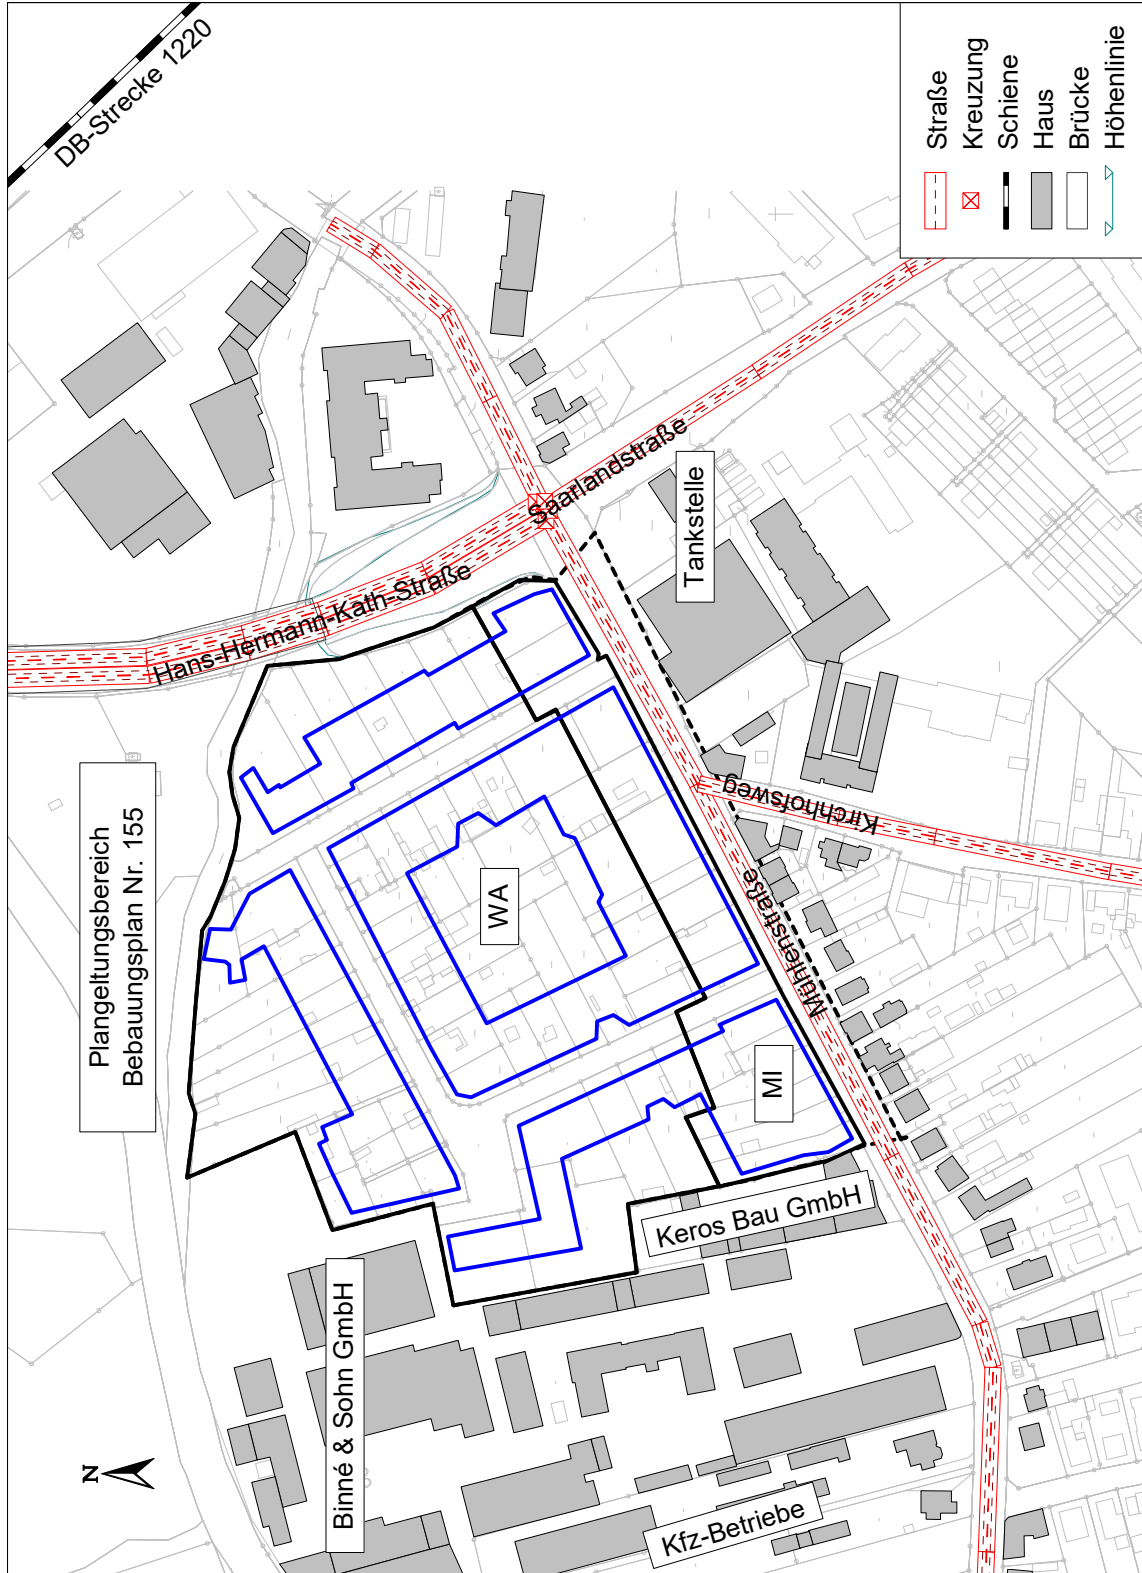 DB-Strecke 1220
Straße
Kreuzung
Schiene
Haus
Brücke
Höhenlinie
Plangeltungsbereich
Bebauungsplan Nr. 155
Hans-Hermann-Kath-Straße
Saarlandstraße
Tankstelle
WA
MI
Kirchhofsweg
Mühlenstraße
Keros Bau GmbH
Binné & Sohn GmbH
Kfz-Betriebe
N